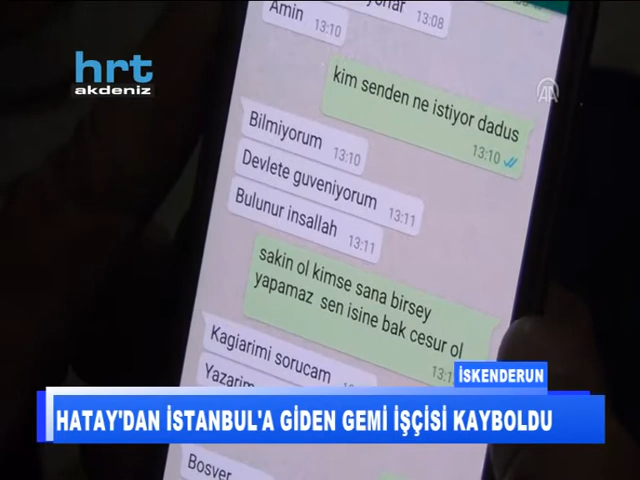 Amin 13:10
13:08
hrt
akdeniz
AA
kim senden ne istiyor dadus
13:10
Bilmiyorum 13:10
Devlete guveniyorum 13:11
Bulunur insallah 13:11
sakin ol kimse sana birsey
yapamaz sen isine bak cesur ol
Kagiarimi sorucam
Yazarim
İSKENDERUN
HATAY'DAN İSTANBUL'A GİDEN GEMİ İŞÇİSİ KAYBOLDU
Bosver